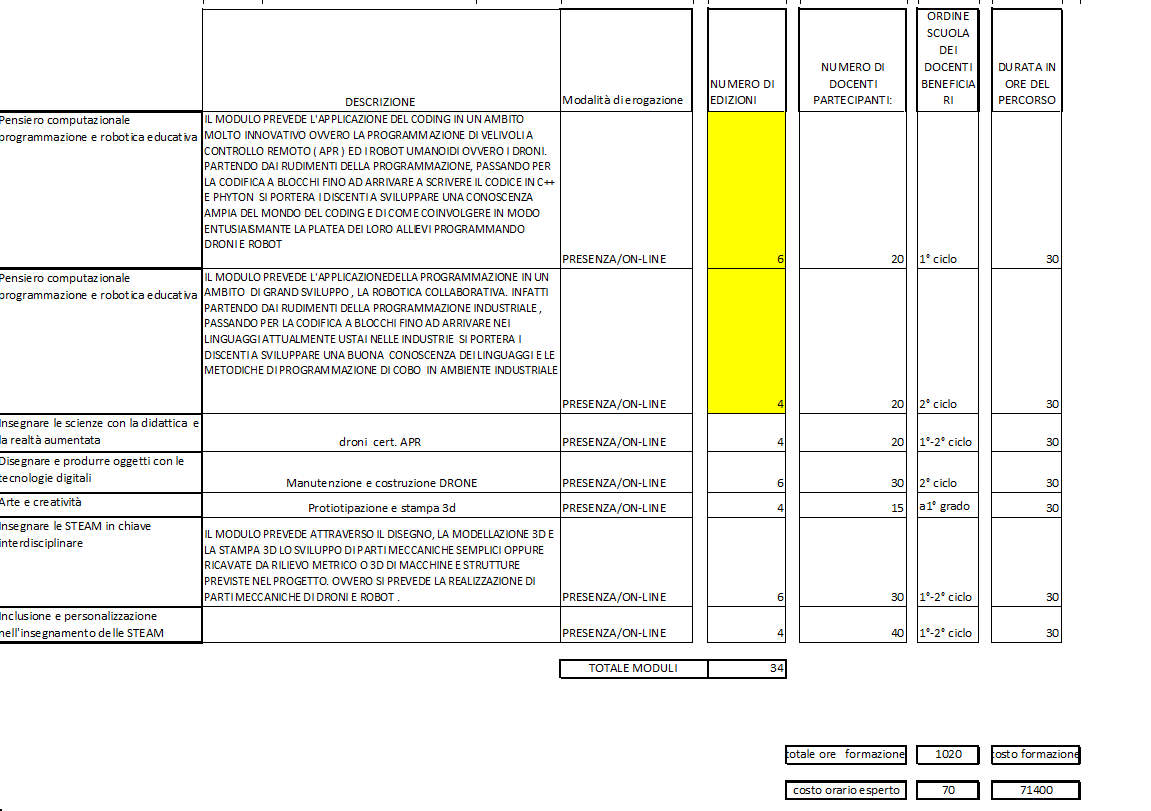 DESCRIZIONE
Modalità di erogazione
NUMERO DI
EDIZIONI
NUMERO DI
DOCENTI
PARTECIPANTI:
ORDINE
SCUOLA
DEI
DOCENTI
BENEFICIA
RI
DURATA IN
ORE DEL
PERCORSO
Pensiero computazionale
programmazione e robotica educativa
IL MODULO PREVEDE L'APPLICAZIONE DEL CODING IN UN AMBITO
MOLTO INNOVATIVO OVVERO LA PROGRAMMAZIONE DI VELIVOLI A
CONTROLLO REMOTO ( APR ) ED I ROBOT UMANOIDI OVVERO I DRONI.
PARTENDO DAI RUDIMENTI DELLA PROGRAMMAZIONE, PASSANDO PER
LA CODIFICA A BLOCCHI FINO AD ARRIVARE A SCRIVERE IL CODICE IN C++
E PHYTON SI PORTERA I DISCENTI A SVILUPPARE UNA CONOSCENZA
AMPIA DEL MONDO DEL CODING E DI COME COINVOLGERE IN MODO
ENTUSIAISMANTE LA PLATEA DEI LORO ALLIEVI PROGRAMMANDO
DRONI E ROBOT
PRESENZA/ON-LINE
6
20
1° ciclo
30
Pensiero computazionale
programmazione e robotica educativa
IL MODULO PREVEDE L'APPLICAZIONEDELLA PROGRAMMAZIONE IN UN
AMBITO DI GRAND SVILUPPO , LA ROBOTICA COLLABORATIVA. INFATTI
PARTENDO DAI RUDIMENTI DELLA PROGRAMMAZIONE INDUSTRIALE ,
PASSANDO PER LA CODIFICA A BLOCCHI FINO AD ARRIVARE NEI
LINGUAGGI ATTUALMENTE USTAI NELLE INDUSTRIE SI PORTERA I
DISCENTI A SVILUPPARE UNA BUONA CONOSCENZA DEI LINGUAGGI E LE
METODICHE DI PROGRAMMAZIONE DI COBO IN AMBIENTE INDUSTRIALE
PRESENZA/ON-LINE
4
20
2° ciclo
30
Insegnare le scienze con la didattica e
la realtà aumentata
droni cert. APR
PRESENZA/ON-LINE
4
20
1°-2° ciclo
30
Disegnare e produrre oggetti con le
tecnologie digitali
Manutenzione e costruzione DRONE
PRESENZA/ON-LINE
6
30
2° ciclo
30
Arte e creatività
Protiotipazione e stampa 3d
PRESENZA/ON-LINE
4
15
a1° grado
30
Insegnare le STEAM in chiave
interdisciplinare
IL MODULO PREVEDE ATTRAVERSO IL DISEGNO, LA MODELLAZIONE 3D E
LA STAMPA 3D LO SVILUPPO DI PARTI MECCANICHE SEMPLICI OPPURE
RICAVATE DA RILIEVO METRICO O 3D DI MACCHINE E STRUTTURE
PREVISTE NEL PROGETTO. OVVERO SI PREVEDE LA REALIZZAZIONE DI
PARTI MECCANICHE DI DRONI E ROBOT .
PRESENZA/ON-LINE
6
30
1°-2° ciclo
30
Inclusione e personalizzazione
nell'insegnamento delle STEAM
PRESENZA/ON-LINE
4
40
1°-2° ciclo
30
TOTALE MODULI
34
totale ore formazione
1020
costo formazione
costo orario esperto
70
71400